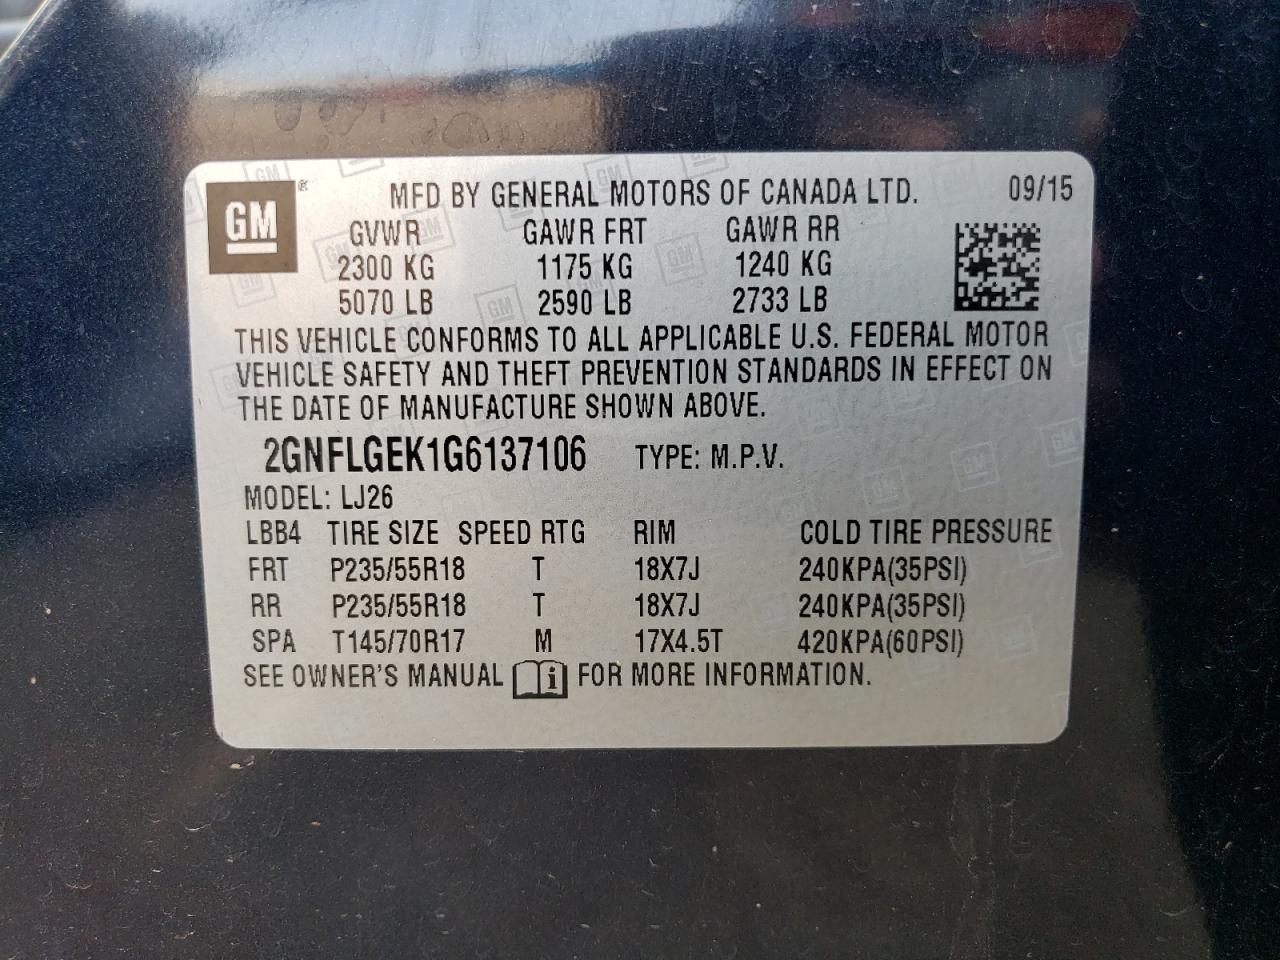 GM®
MFD BY GENERAL MOTORS OF CANADA LTD. 09/15
GVWR GAWR FRT GAWR RR
2300 KG 1175 KG 1240 KG
5070 LB 2590 LB 2733 LB
THIS VEHICLE CONFORMS TO ALL APPLICABLE U.S. FEDERAL MOTOR
VEHICLE SAFETY AND THEFT PREVENTION STANDARDS IN EFFECT ON
THE DATE OF MANUFACTURE SHOWN ABOVE.
2GNFLGEK1G6137106 TYPE: M.P.V.
MODEL: LJ26
LBB4 TIRE SIZE SPEED RTG RIM COLD TIRE PRESSURE
FRT P235/55R18 T 18X7J 240KPA(35PSI)
RR P235/55R18 T 18X7J 240KPA(35PSI)
SPA T145/70R17 M 17X4.5T 420KPA(60PSI)
SEE OWNER'S MANUAL i FOR MORE INFORMATION.